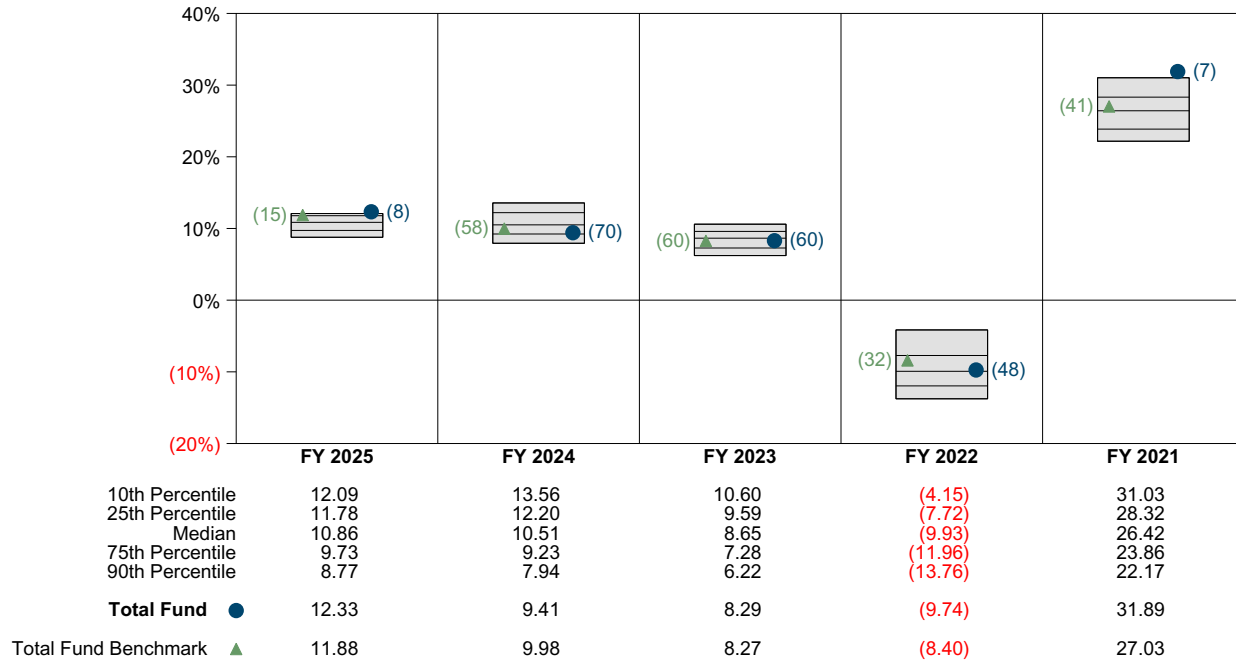 40%
30%
20%
10%
0%
(10%)
(20%)
(15) (8)
(58) (70)
(60) (60)
(32) (48)
(41) (7)
FY 2025 FY 2024 FY 2023 FY 2022 FY 2021
10th Percentile 12.09 13.56 10.60 (4.15) 31.03
25th Percentile 11.78 12.20 9.59 (7.72) 28.32
Median 10.86 10.51 8.65 (9.93) 26.42
75th Percentile 9.73 9.23 7.28 (11.96) 23.86
90th Percentile 8.77 7.94 6.22 (13.76) 22.17
Total Fund 12.33 9.41 8.29 (9.74) 31.89
Total Fund Benchmark 11.88 9.98 8.27 (8.40) 27.03